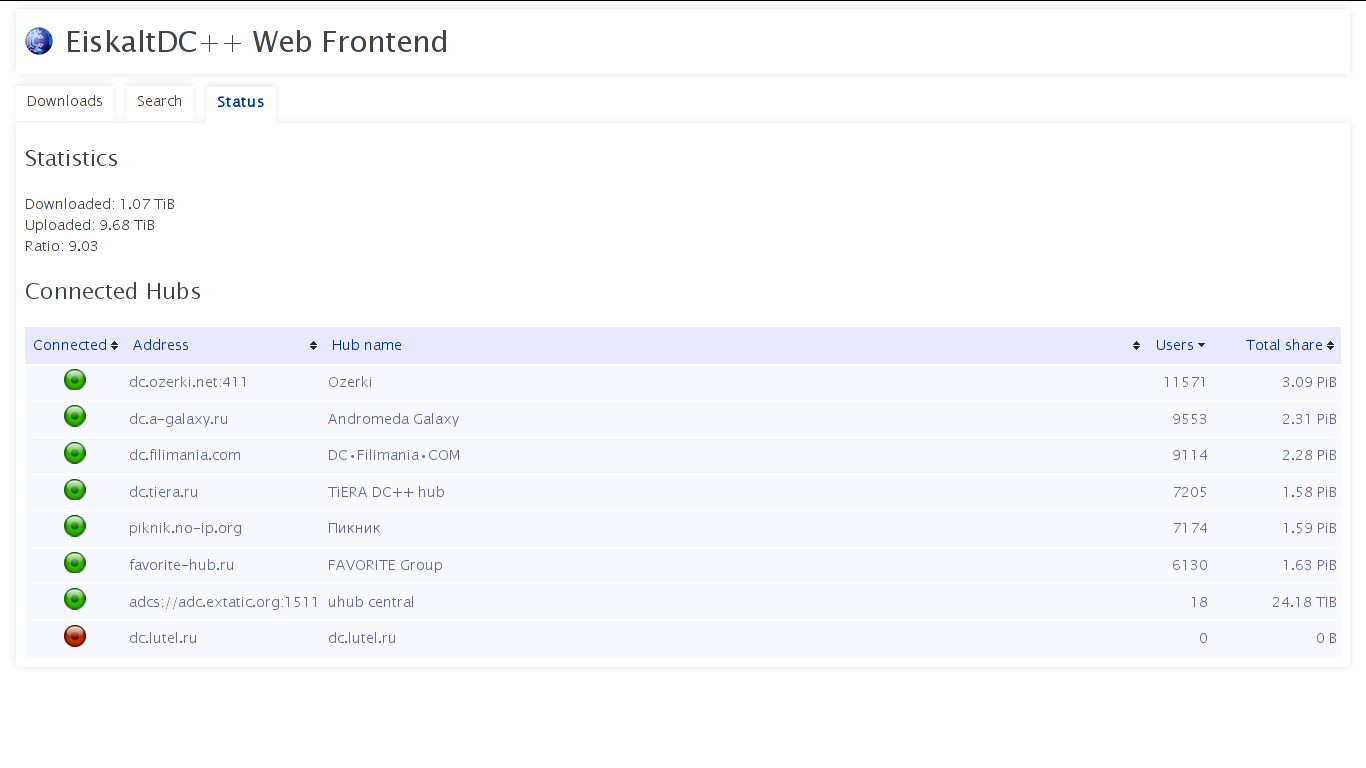 EiskaltDC++ Web Frontend
Downloads Search Status
Statistics
Downloaded: 1.07 TiB
Uploaded: 9.68 TiB
Ratio: 9.03
Connected Hubs
Connected Address Hub name Users Total share
dc.ozerki.net:411 Ozerki 11571 3.09 PiB
dc.a-galaxy.ru Andromeda Galaxy 9553 2.31 PiB
dc.filimania.com DC•Filimania•COM 9114 2.28 PiB
dc.tiera.ru TiERA DC++ hub 7205 1.58 PiB
piknik.no-ip.org Пикник 7174 1.59 PiB
favorite-hub.ru FAVORITE Group 6130 1.63 PiB
adcs://adc.extatic.org:1511 uhub central 18 24.18 TiB
dc.lutel.ru dc.lutel.ru 0 0 B